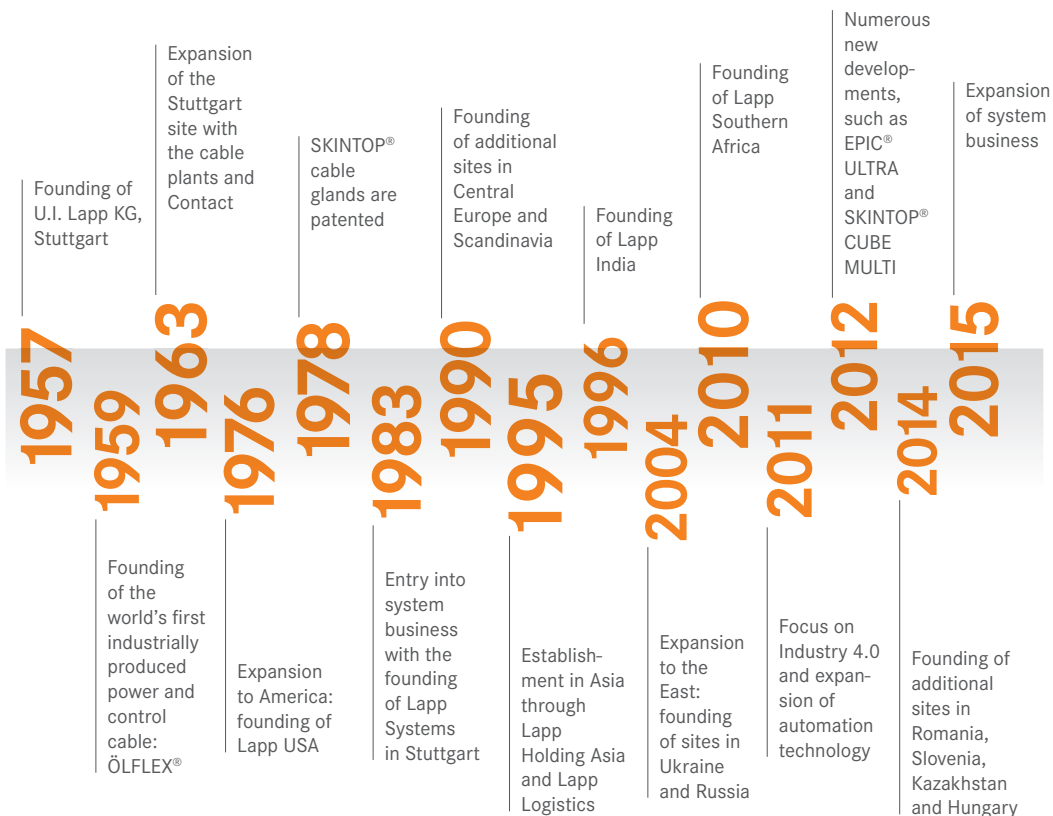 1957
Founding of
U.I. Lapp KG,
Stuttgart
1959
Founding
of the
world’s first
industrially
produced
power and
control
cable:
ÖLFLEX®
1963
Expansion
of the
Stuttgart
site with
the cable
plants and
Contact
1976
Expansion
to America:
founding of
Lapp USA
1978
SKINTOP®
cable
glands are
patented
1983
Entry into
system
business
with the
founding
of Lapp
Systems
in Stuttgart
1990
Founding
of additional
sites in
Central
Europe and
Scandinavia
1995
Establish-
ment in Asia
through
Lapp
Holding Asia
and Lapp
Logistics
1996
Founding
of Lapp
India
2004
Expansion
to the
East:
founding
of sites in
Ukraine
and Russia
2010
Founding
of Lapp
Southern
Africa
2011
Focus on
Industry 4.0
and expan-
sion of
automation
technology
2012
Numerous
new
develop-
ments,
such as
EPIC®
ULTRA
and
SKINTOP®
CUBE
MULTI
2014
Founding of
additional
sites in
Romania,
Slovenia,
Kazakhstan
and Hungary
2015
Expansion
of system
business